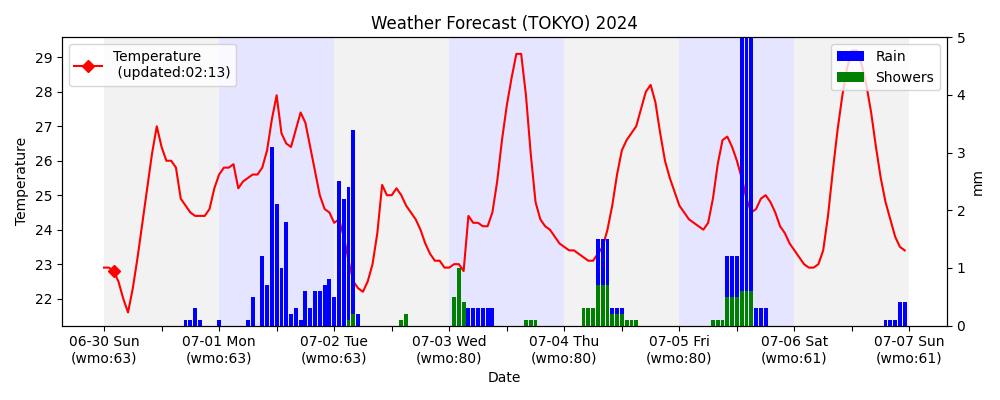 Weather Forecast (TOKYO) 2024
Temperature
(updated:02:13)
Rain
Showers
Temperature
29
28
27
26
25
24
23
22
5
4
3
2
1
0
mm
06-30 Sun
(wmo:63)
07-01 Mon
(wmo:63)
07-02 Tue
(wmo:63)
07-03 Wed
(wmo:80)
07-04 Thu
(wmo:80)
07-05 Fri
(wmo:80)
07-06 Sat
(wmo:61)
07-07 Sun
(wmo:61)
Date